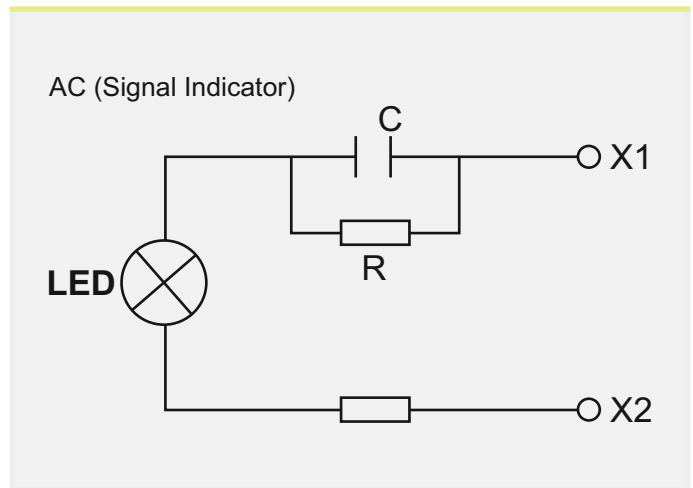 AC (Signal Indicator)
C
X1
R
LED
X2